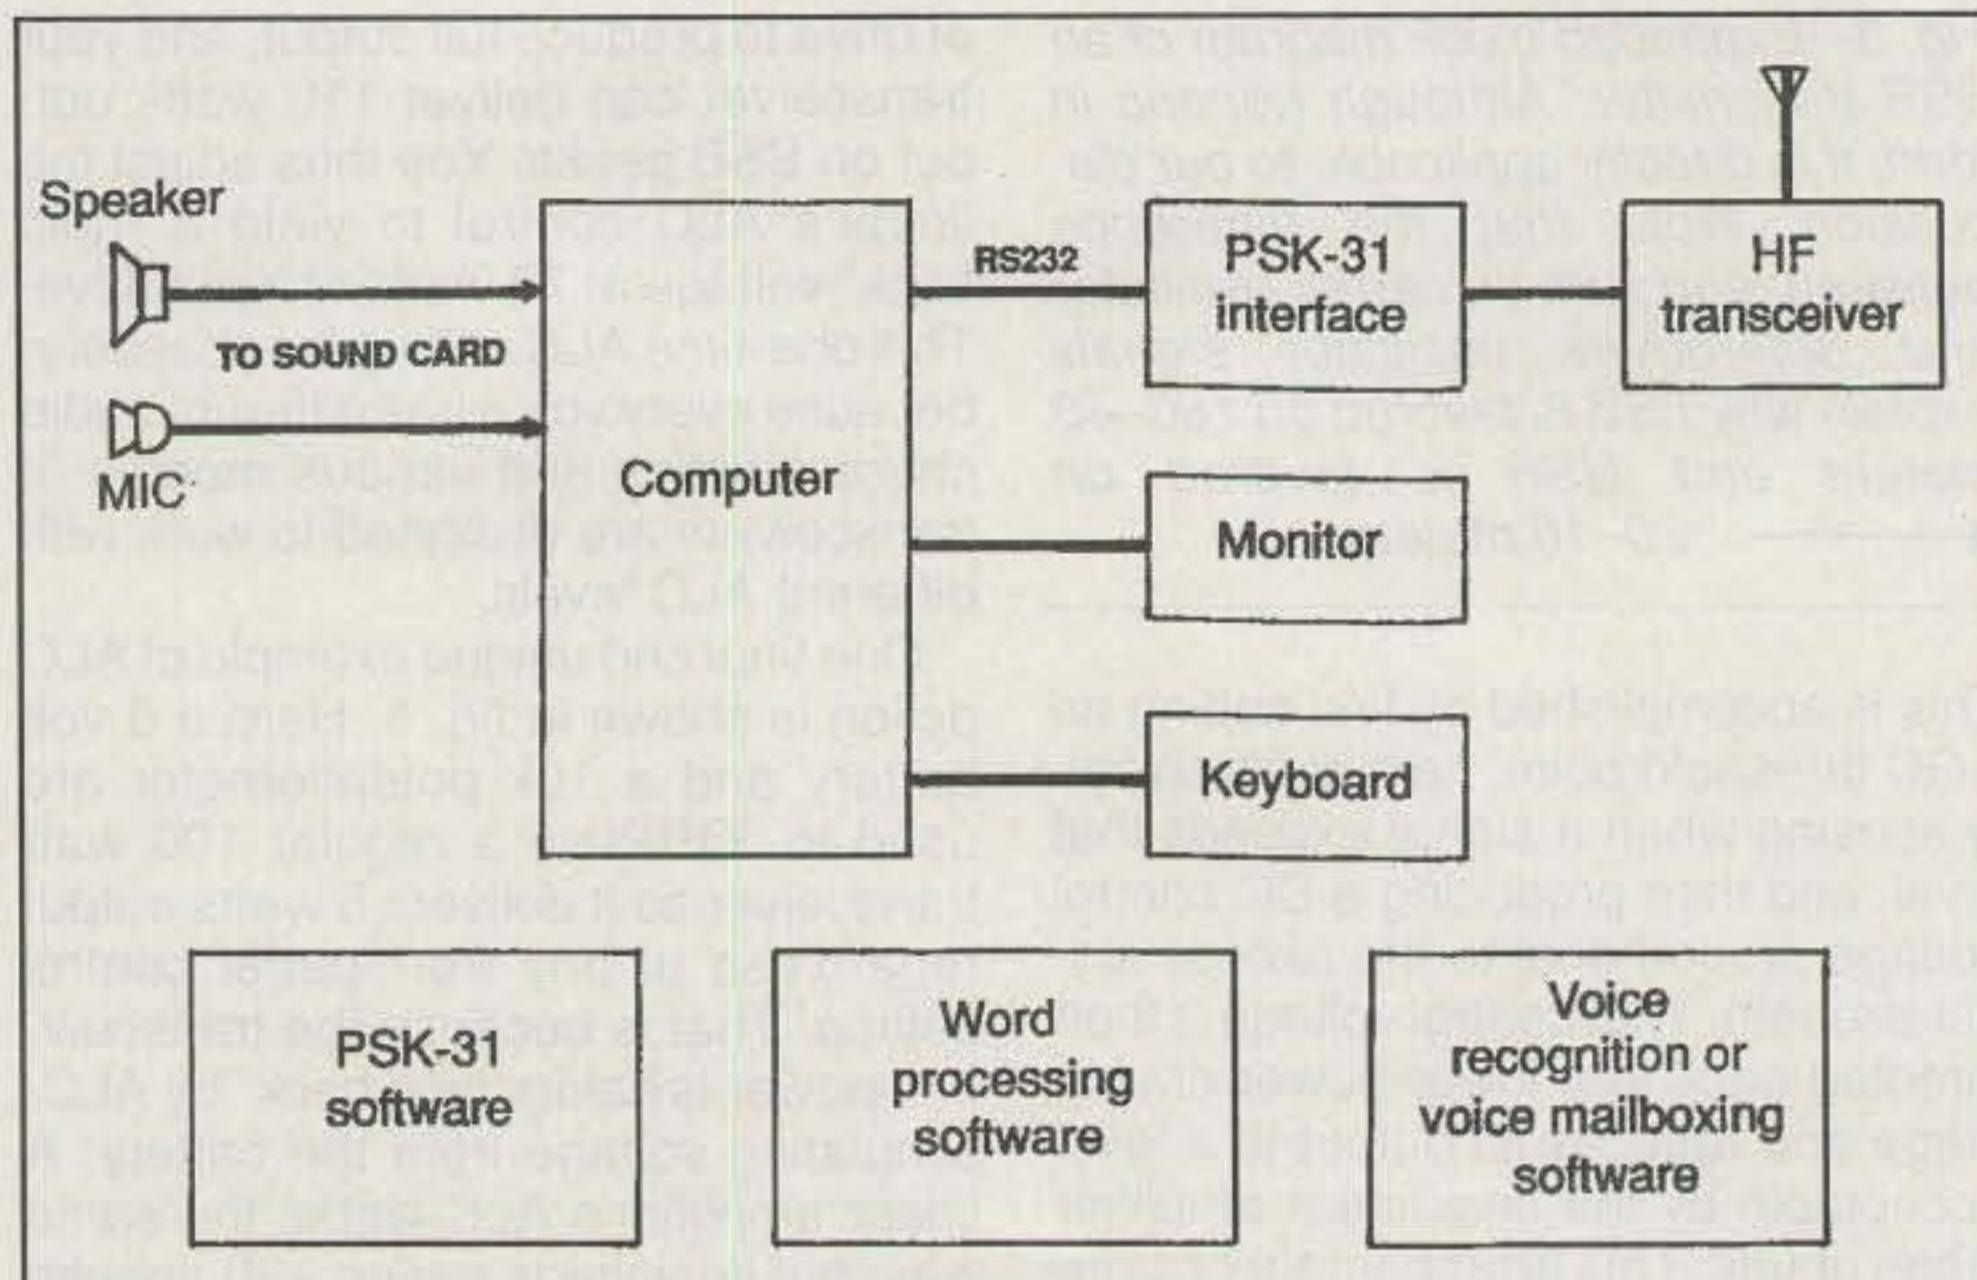 Speaker
TO SOUND CARD
MIC
Computer
RS232
PSK-31
interface
HF
transceiver
Monitor
Keyboard
PSK-31
software
Word
processing
software
Voice
recognition or
voice mailboxing
software